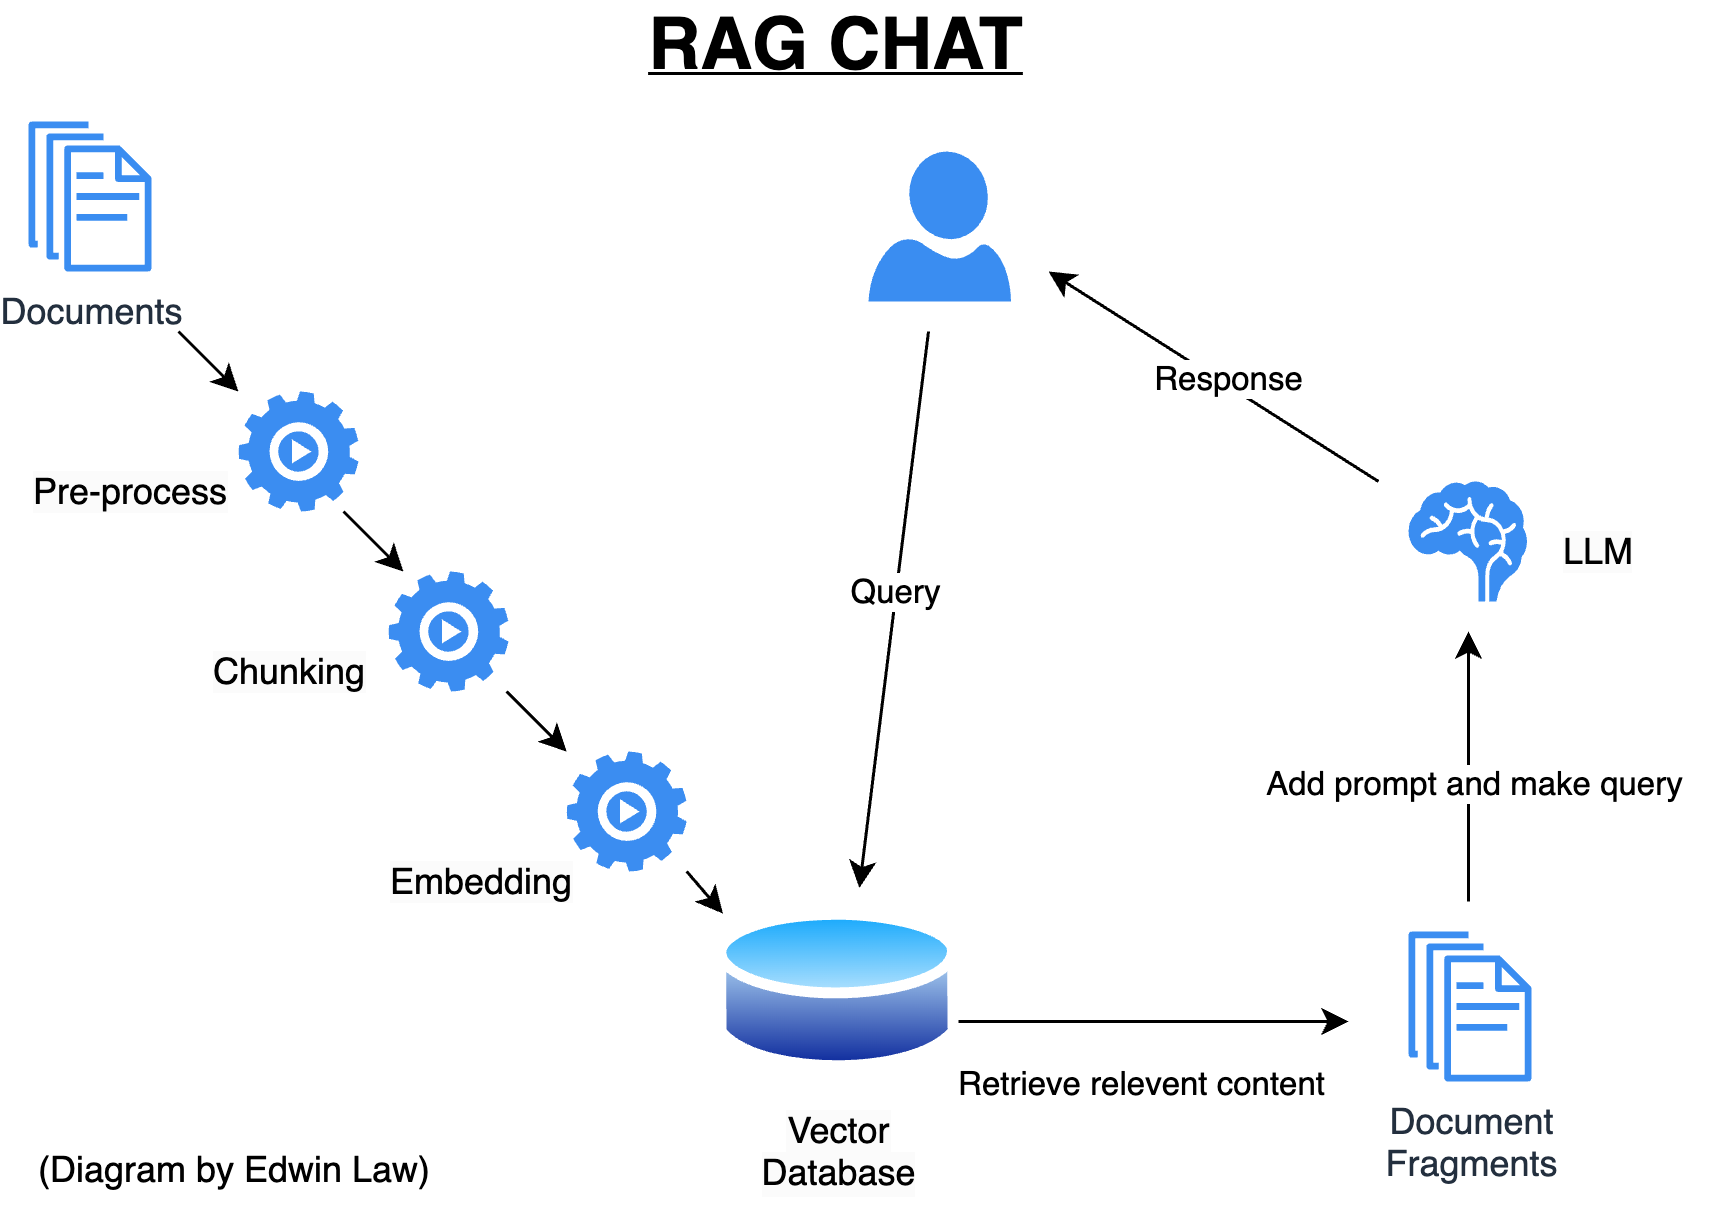 RAG CHAT
Documents
Pre-process
Chunking
Embedding
Query
Response
LLM
Add prompt and make query
Retrieve relevent content
Vector
Database
Document
Fragments
(Diagram by Edwin Law)